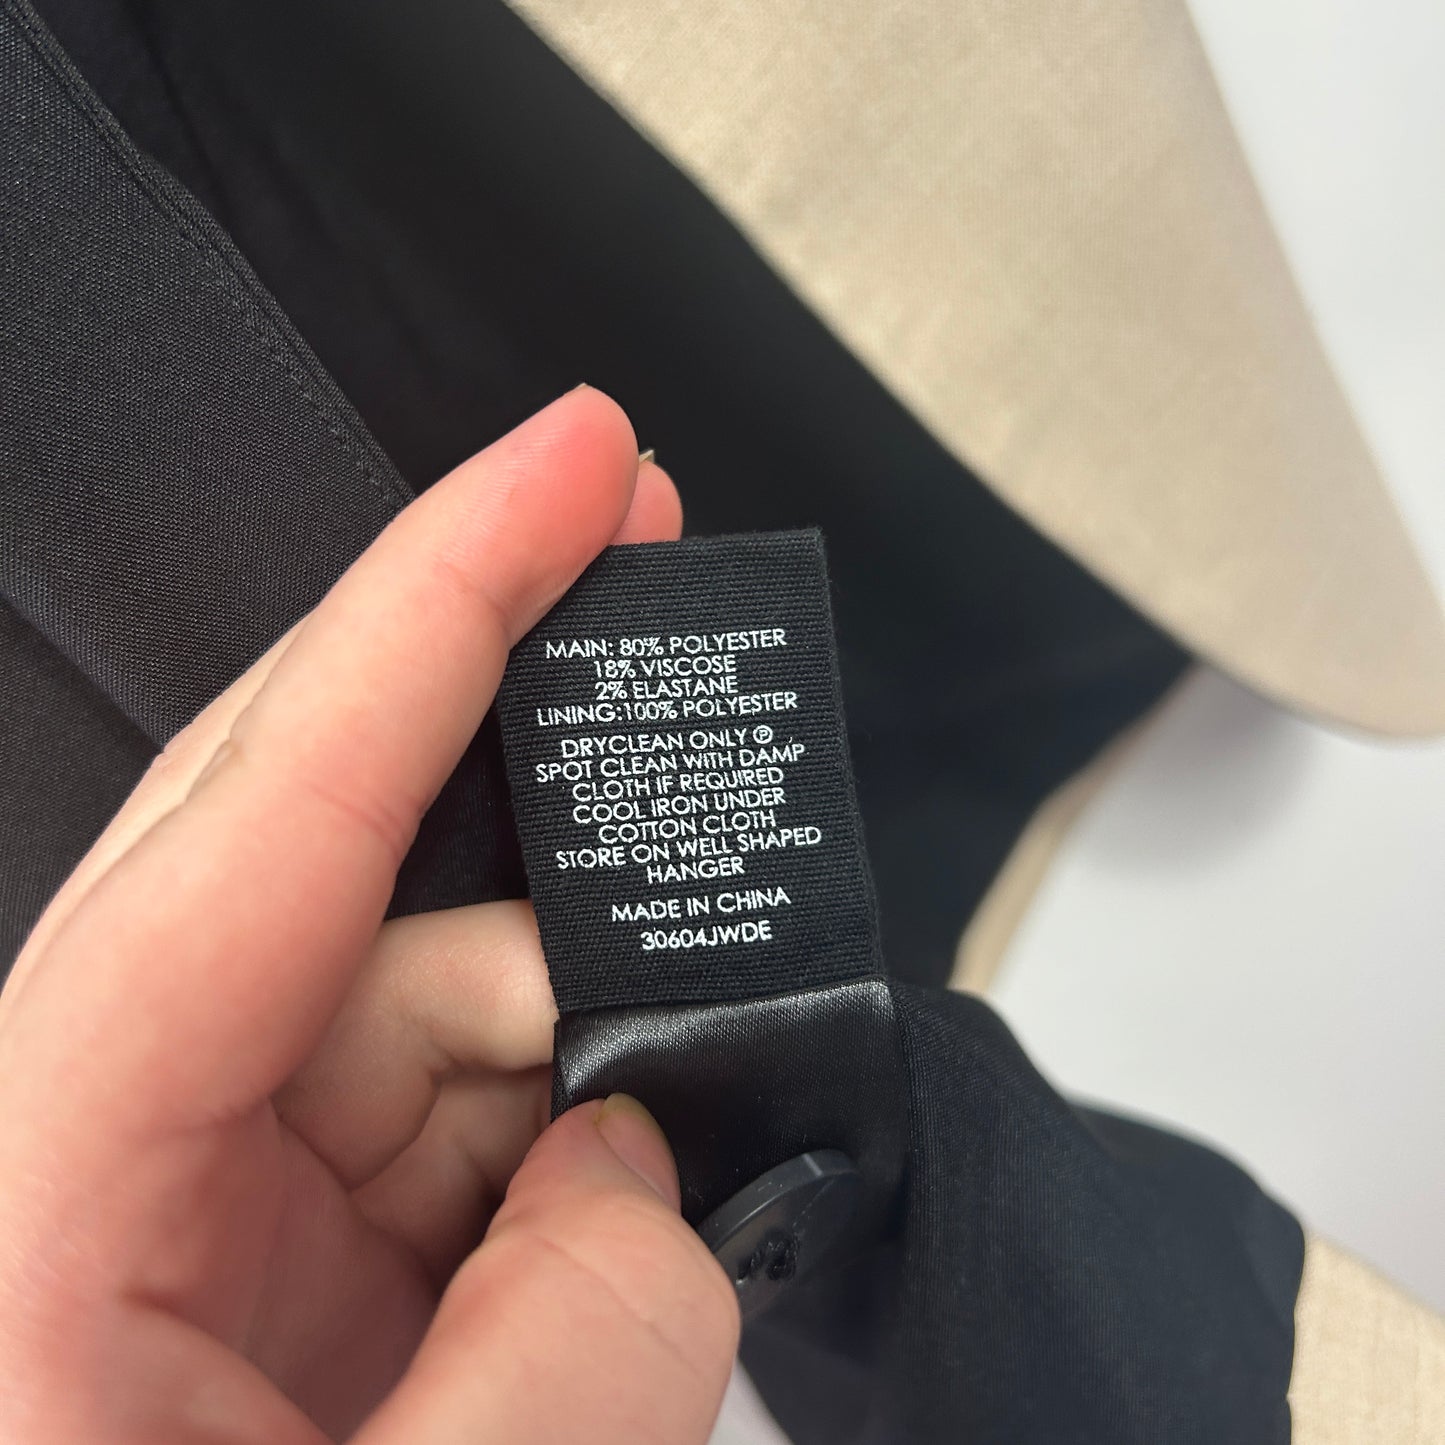 MAIN: 80% POLYESTER
18% VISCOSE
2% ELASTANE
LINING:100% POLYESTER
DRYCLEAN ONLY Ⓟ
SPOT CLEAN WITH DAMP
CLOTH IF REQUIRED
COOL IRON UNDER
COTTON CLOTH
STORE ON WELL SHAPED
HANGER
MADE IN CHINA
30604JWDE